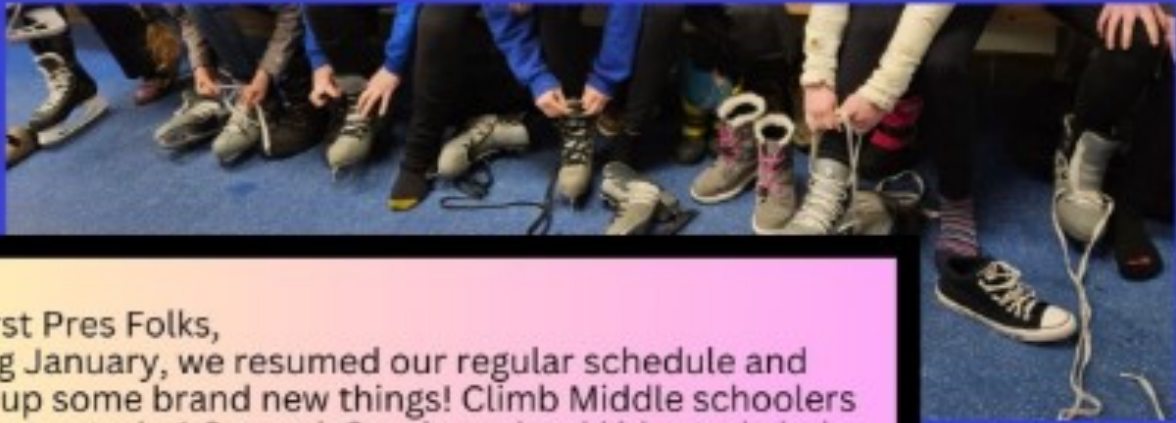 rst Pres Folks,
g January, we resumed our regular schedule and
up some brand new things! Climb Middle schoolers